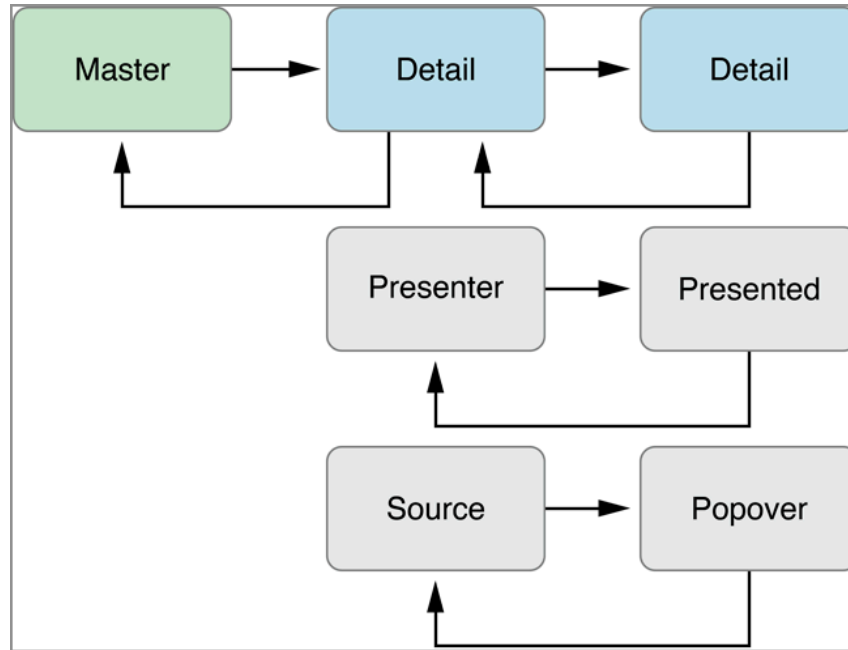 Master
Detail
Detail
Presenter
Presented
Source
Popover